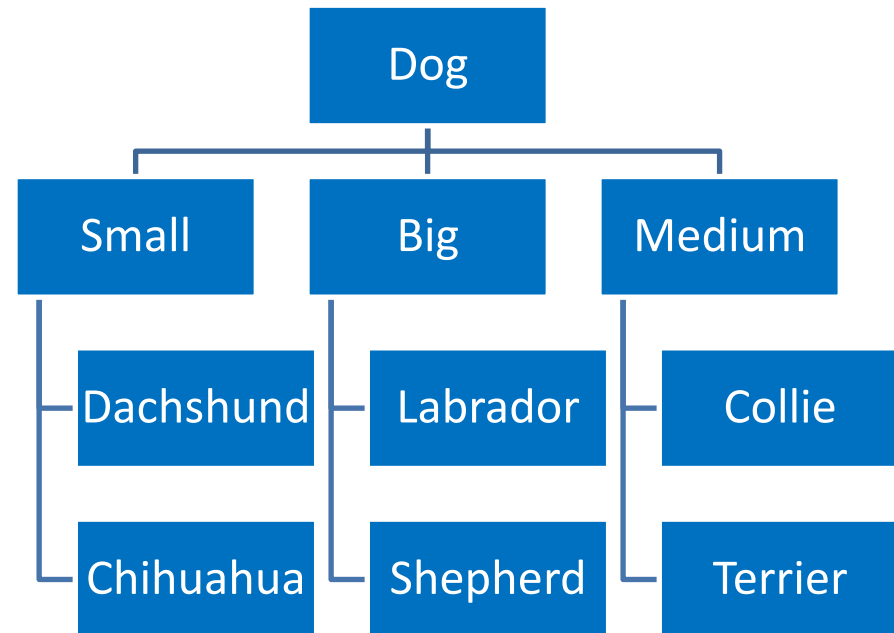 Dog
Small
Big
Medium
Dachshund
Labrador
Collie
Chihuahua
Shepherd
Terrier